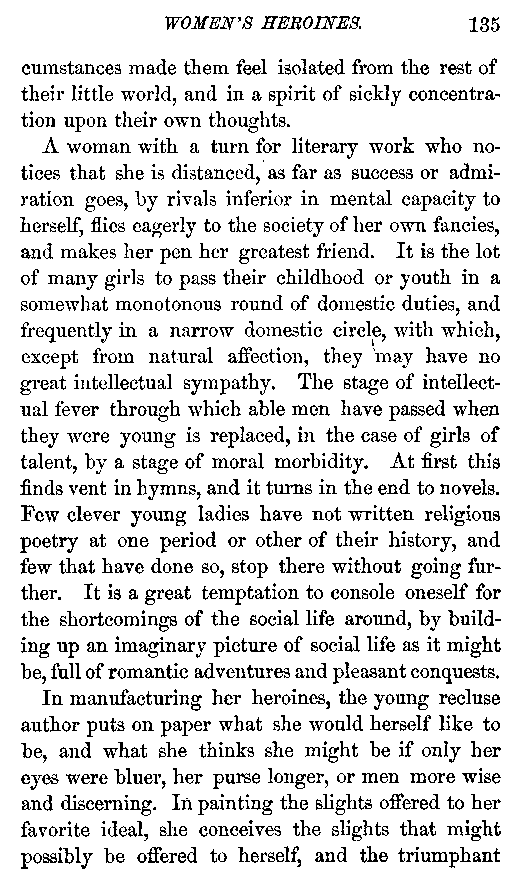 WOMEN'S HEROINES. 135
cumstances made them feel isolated from the rest of
their little world, and in a spirit of sickly concentra-
tion upon their own thoughts.
A woman with a turn for literary work who no-
tices that she is distanced, as far as success or admi-
ration goes, by rivals inferior in mental capacity to
herself, flies eagerly to the society of her own fancies,
and makes her pen her greatest friend. It is the lot
of many girls to pass their childhood or youth in a
somewhat monotonous round of domestic duties, and
frequently in a narrow domestic circle, with which,
except from natural affection, they may have no
great intellectual sympathy. The stage of intellect-
ual fever through which able men have passed when
they were young is replaced, in the case of girls of
talent, by a stage of moral morbidity. At first this
finds vent in hymns, and it turns in the end to novels.
Few clever young ladies have not written religious
poetry at one period or other of their history, and
few that have done so, stop there without going fur-
ther. It is a great temptation to console oneself for
the shortcomings of the social life around, by build-
ing up an imaginary picture of social life as it might
be, full of romantic adventures and pleasant conquests.
In manufacturing her heroines, the young recluse
author puts on paper what she would herself like to
be, and what she thinks she might be if only her
eyes were bluer, her purse longer, or men more wise
and discerning. In painting the slights offered to her
favorite ideal, she conceives the slights that might
possibly be offered to herself, and the triumphant